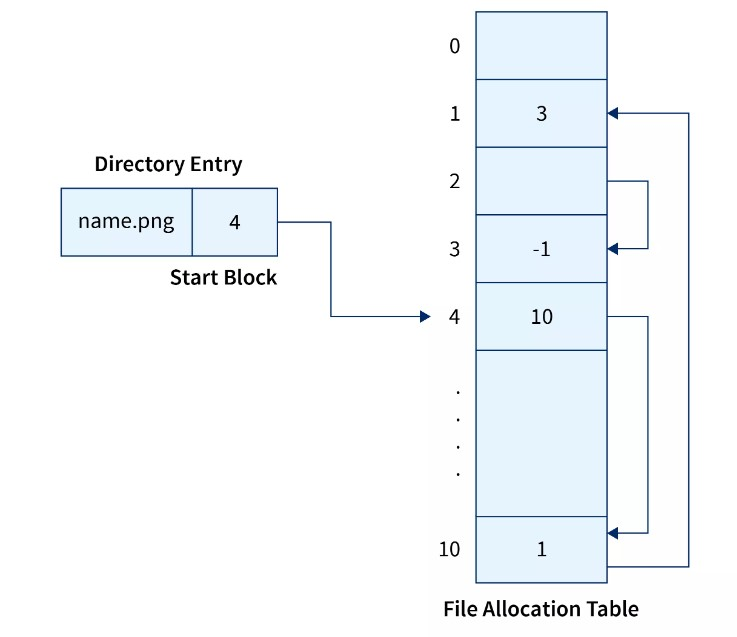 Directory Entry
name.png 4
Start Block
0
1 3
2
3 -1
4 10
.
.
.
.
10 1
File Allocation Table